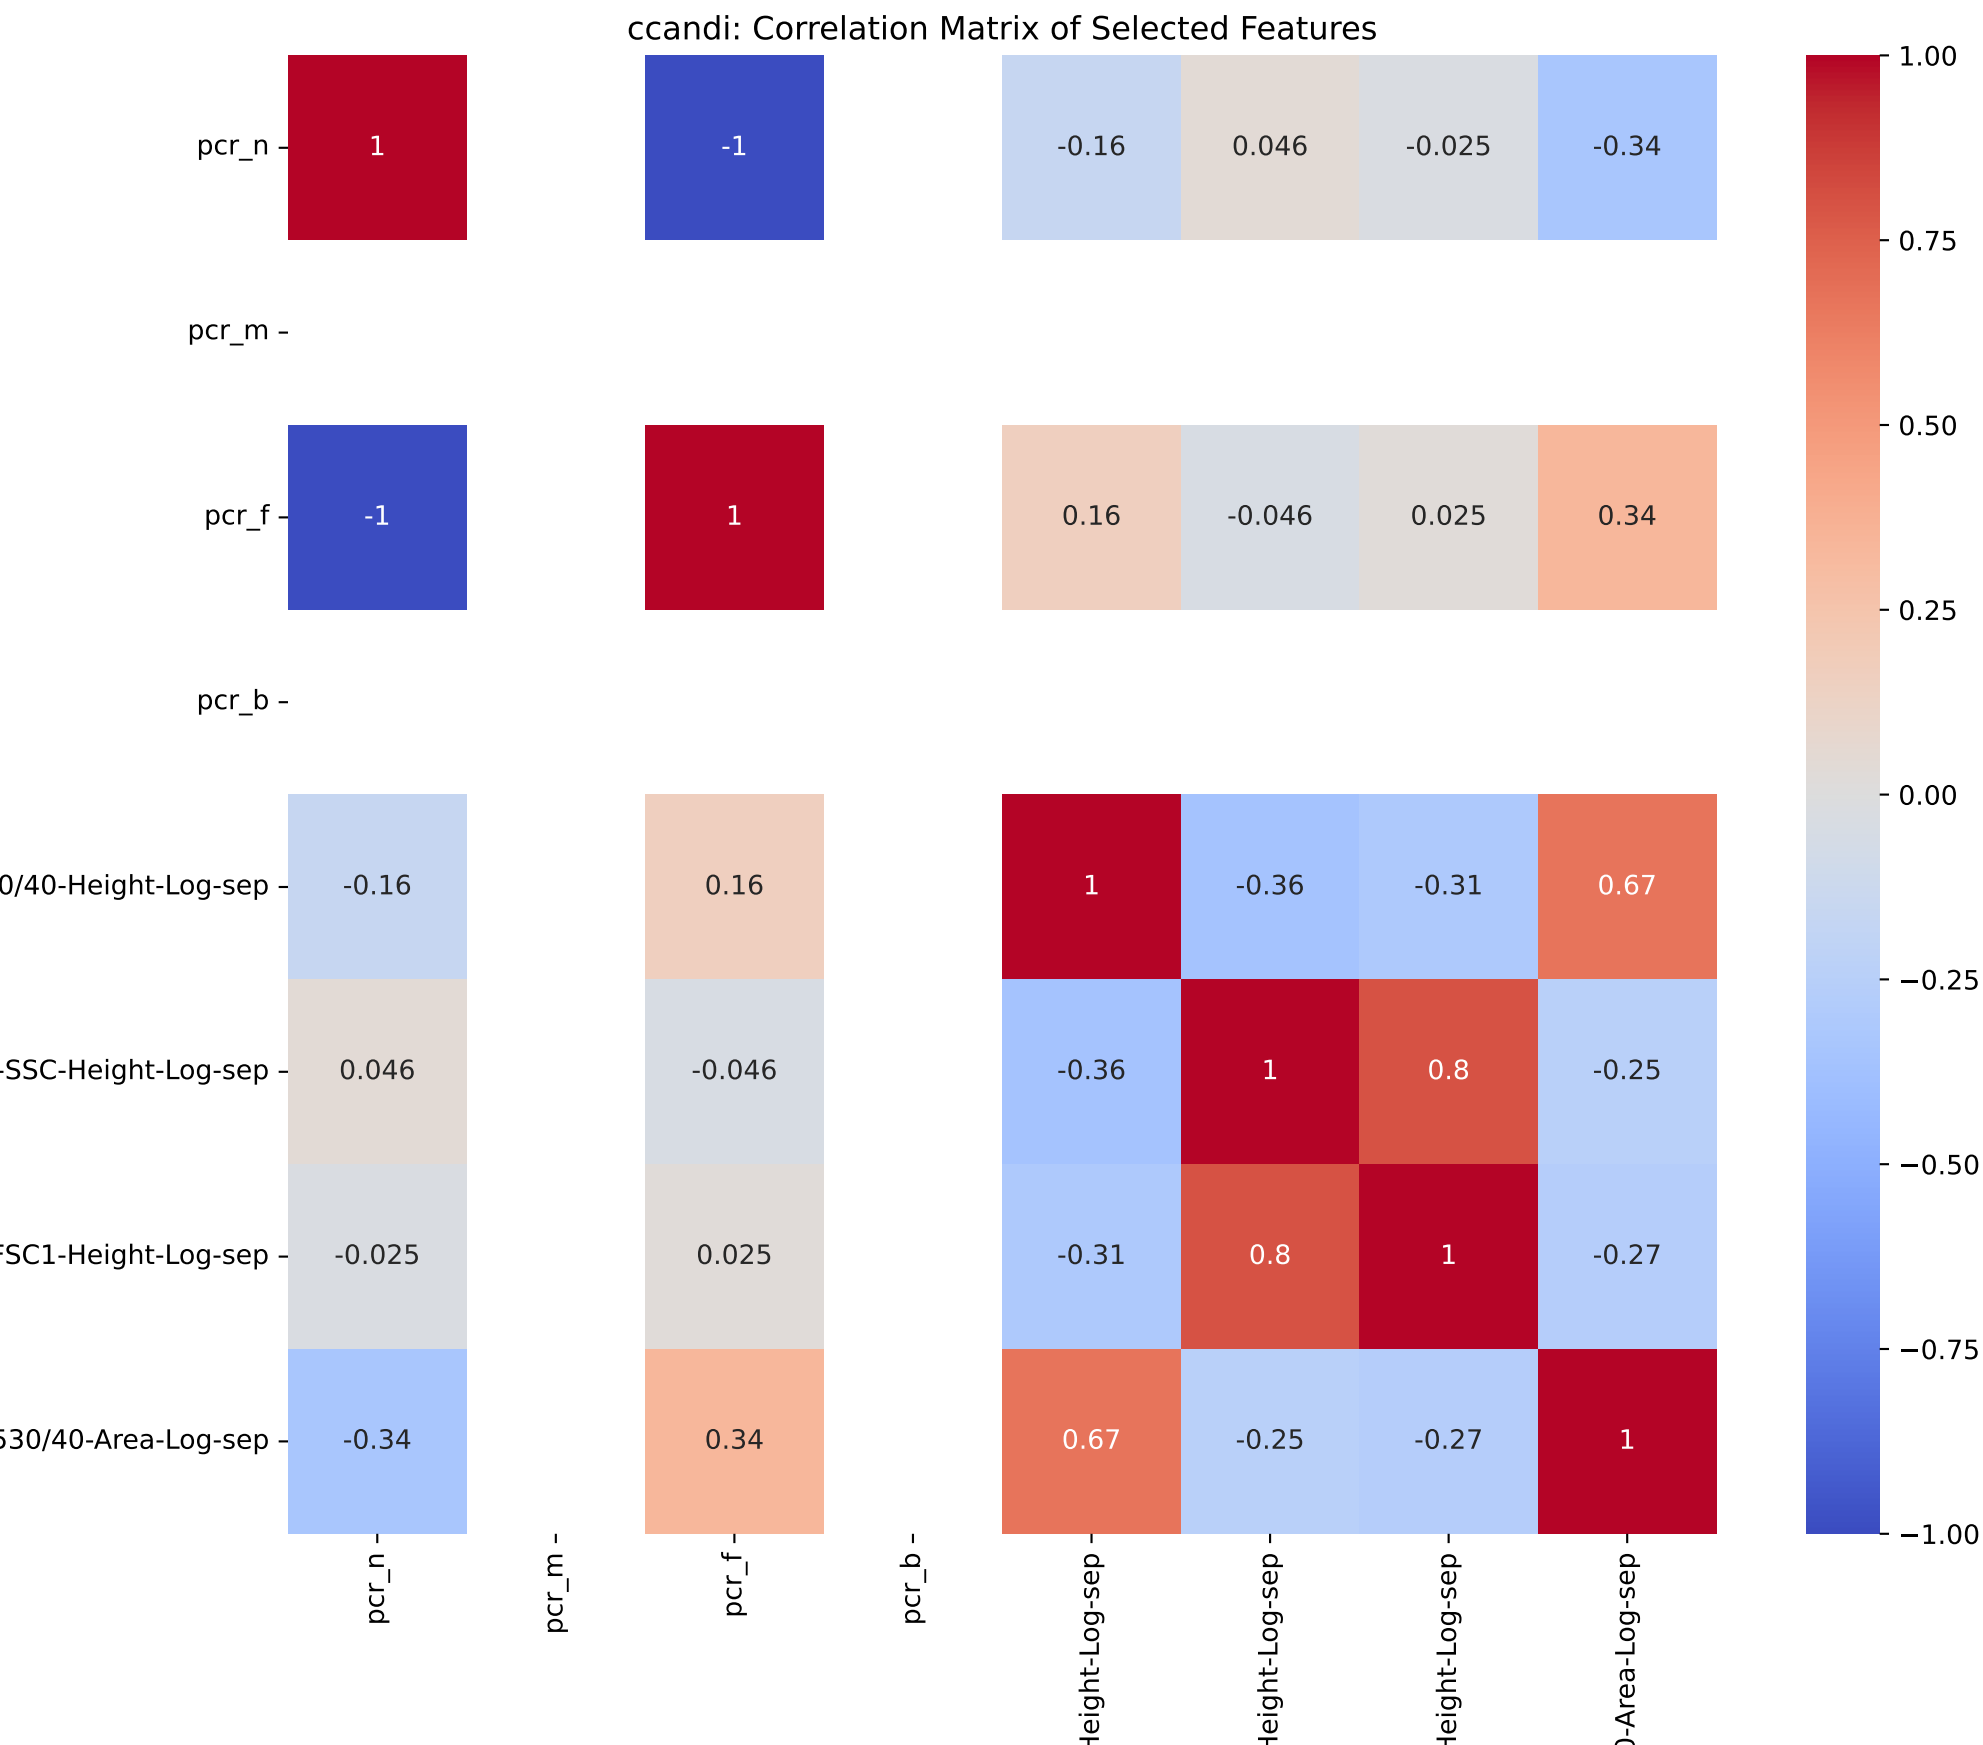 ccandi: Correlation Matrix of Selected Features
pcr_n
1
-1
-0.16
0.046
-0.025
-0.34
pcr_m
pcr_f
-1
1
0.16
-0.046
0.025
0.34
pcr_b
0/40-Height-Log-sep
-0.16
0.16
1
-0.36
-0.31
0.67
-SSC-Height-Log-sep
0.046
-0.046
-0.36
1
0.8
-0.25
FSC1-Height-Log-sep
-0.025
0.025
-0.31
0.8
1
-0.27
530/40-Area-Log-sep
-0.34
0.34
0.67
-0.25
-0.27
1
pcr_n
pcr_m
pcr_f
pcr_b
Height-Log-sep
Height-Log-sep
Height-Log-sep
0-Area-Log-sep
1.00
0.75
0.50
0.25
0.00
−0.25
−0.50
−0.75
−1.00